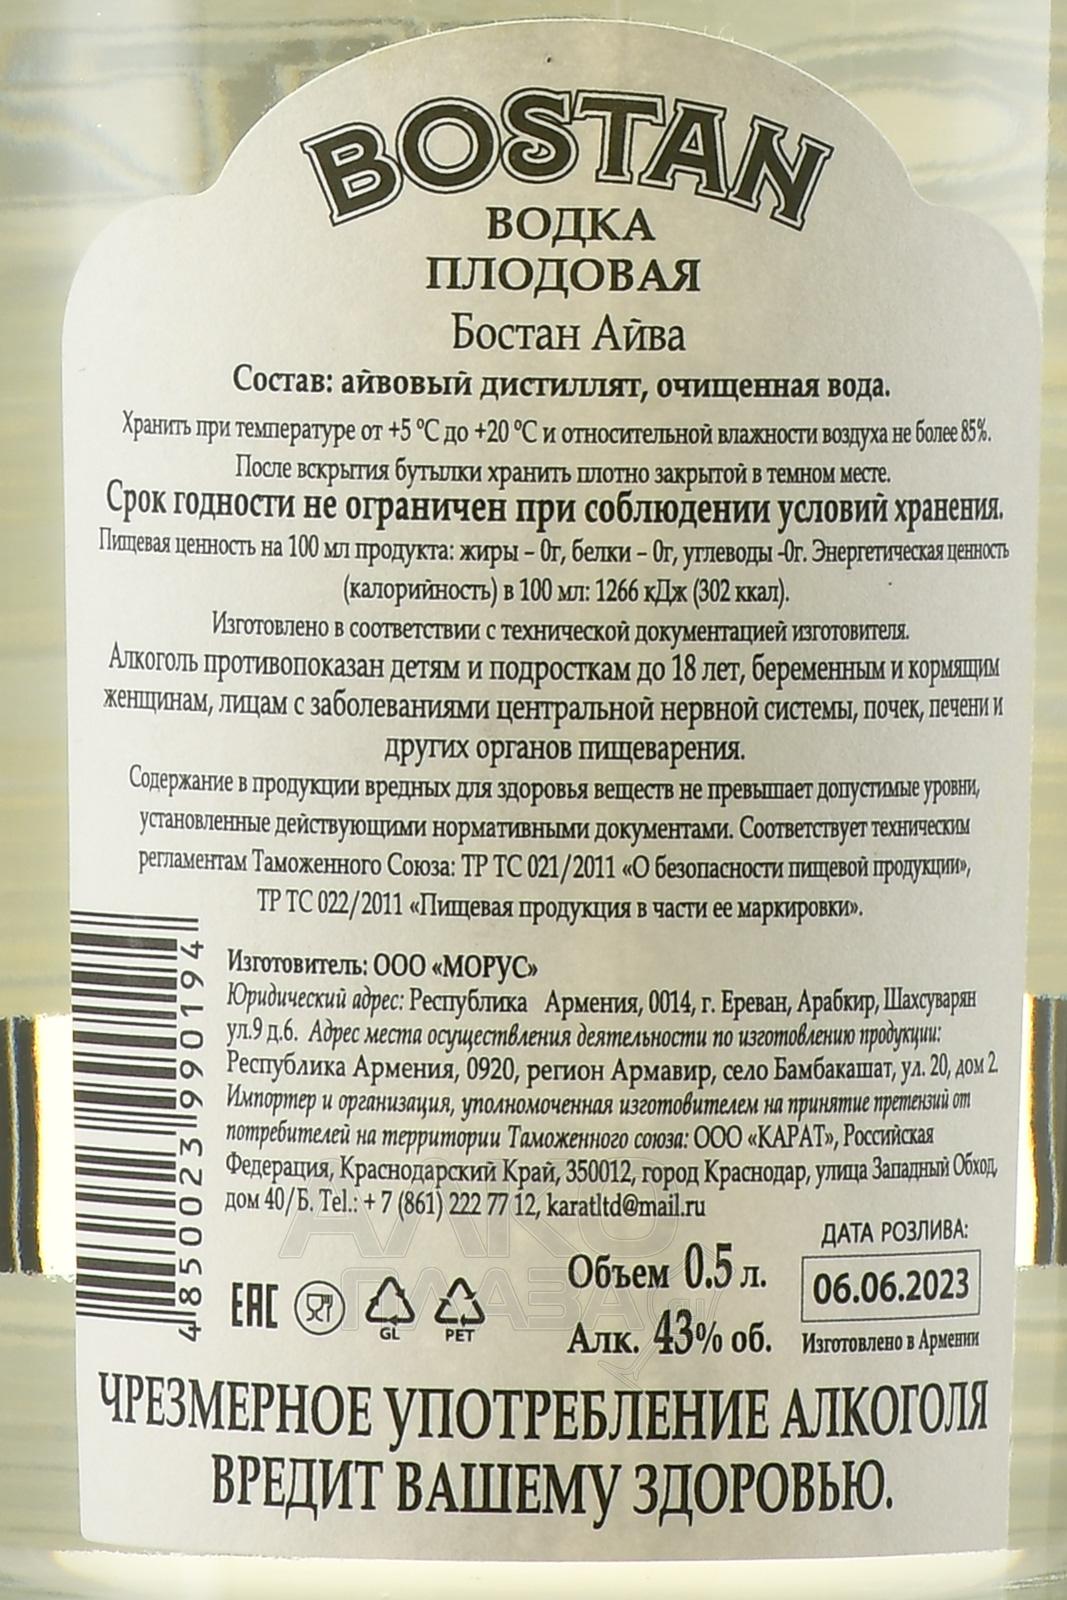 BOSTAN
ВОДКА
ПЛОДОВАЯ
Бостан Айва
Состав: айвовый дистиллят, очищенная вода.
Хранить при температуре от +5 °С до +20 °С и относительной влажности воздуха не более 85%.
После вскрытия бутылки хранить плотно закрытой в темном месте.
Срок годности не ограничен при соблюдении условий хранения.
Пищевая ценность на 100 мл продукта: жиры – 0г, белки – 0г, углеводы -0г. Энергетическая ценность
(калорийность) в 100 мл: 1266 кДж (302 ккал).
Изготовлено в соответствии с технической документацией изготовителя.
Алкоголь противопоказан детям и подросткам до 18 лет, беременным и кормящим
женщинам, лицам с заболеваниями центральной нервной системы, почек, печени и
других органов пищеварения.
Содержание в продукции вредных для здоровья веществ не превышает допустимые уровни,
установленные действующими нормативными документами. Соответствует техническим
регламентам Таможенного Союза: ТР ТС 021/2011 «О безопасности пищевой продукции»,
ТР ТС 022/2011 «Пищевая продукция в части ее маркировки».
4850023990194
Изготовитель: ООО «МОРУС»
Юридический адрес: Республика Армения, 0014, г. Ереван, Арабкир, Шахсуварян
ул.9 д.6. Адрес места осуществления деятельности по изготовлению продукции:
Республика Армения, 0920, регион Армавир, село Бамбакашат, ул. 20, дом 2.
Импортер и организация, уполномоченная изготовителем на принятие претензий от
потребителей на территории Таможенного союза: ООО «КАРАТ», Российская
Федерация, Краснодарский Край, 350012, город Краснодар, улица Западный Обход,
дом 40/Б. Tel.: + 7 (861) 222 77 12, karatltd@mail.ru
ДАТА РОЗЛИВА:
06.06.2023
Изготовлено в Армении
Объем 0.5 л.
Алк. 43% об.
EAC
GL
PET
АЛКО
ПЛАЗА
ru
ЧРЕЗМЕРНОЕ УПОТРЕБЛЕНИЕ АЛКОГОЛЯ
ВРЕДИТ ВАШЕМУ ЗДОРОВЬЮ.